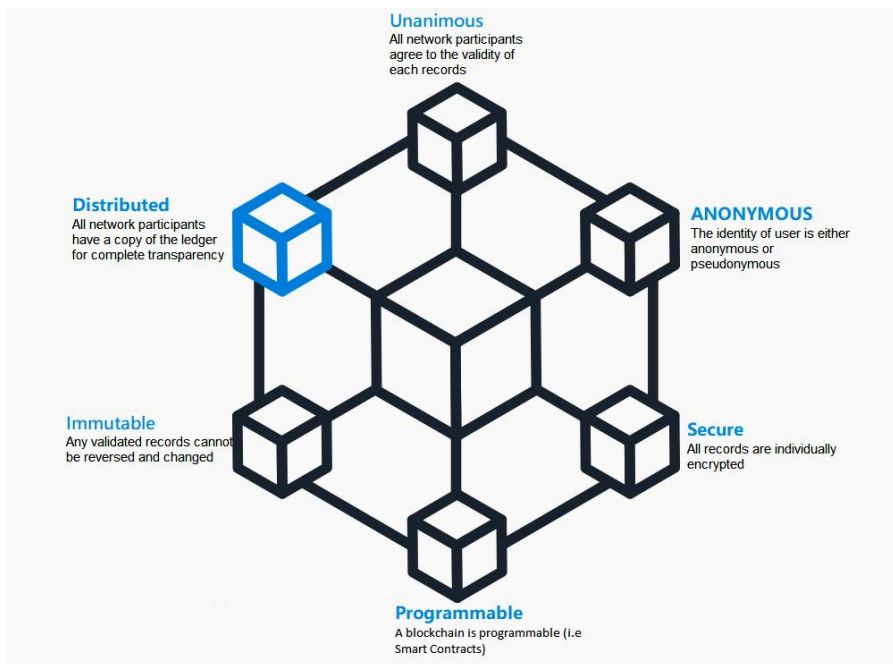 Unanimous
All network participants
agree to the validity of
each records
Distributed
All network participants
have a copy of the ledger
for complete transparency
ANONYMOUS
The identity of user is either
anonymous or
pseudonymous
Immutable
Any validated records cannot
be reversed and changed
Secure
All records are individually
encrypted
Programmable
A blockchain is programmable (i.e
Smart Contracts)